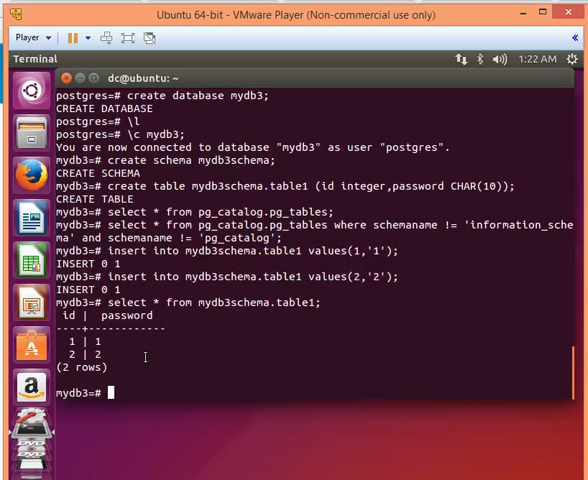 Ubuntu 64-bit - VMware Player (Non-commercial use only)
Player
Terminal
1:22 AM
dc@ubuntu: ~
postgres=# create database mydb3;
CREATE DATABASE
postgres=# \l
postgres=# \c mydb3;
You are now connected to database "mydb3" as user "postgres".
mydb3=# create schema mydb3schema;
CREATE SCHEMA
mydb3=# create table mydb3schema.table1 (id integer,password CHAR(10));
CREATE TABLE
mydb3=# select * from pg_catalog.pg_tables;
mydb3=# select * from pg_catalog.pg_tables where schemaname != 'information_sche
ma' and schemaname != 'pg_catalog';
mydb3=# insert into mydb3schema.table1 values(1,'1');
INSERT 0 1
mydb3=# insert into mydb3schema.table1 values(2,'2');
INSERT 0 1
mydb3=# select * from mydb3schema.table1;
id | password
----+------------
1 | 1
2 | 2
(2 rows)
mydb3=#
DVD
DVD